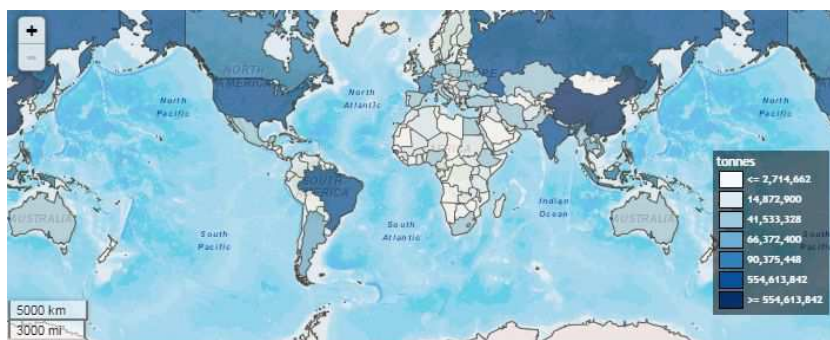 +
−
NORTH
AMERICA
North
Atlantic
North
Pacific
North
Pacific
tonnes
<= 2,714,662
14,872,900
41,533,328
66,372,400
90,375,448
554,613,842
>= 554,613,842
SOUTH
AMERICA
Indian
Ocean
AUSTRALIA
AUSTRALIA
South
Pacific
South
Atlantic
South
Pacific
5000 km
3000 mi